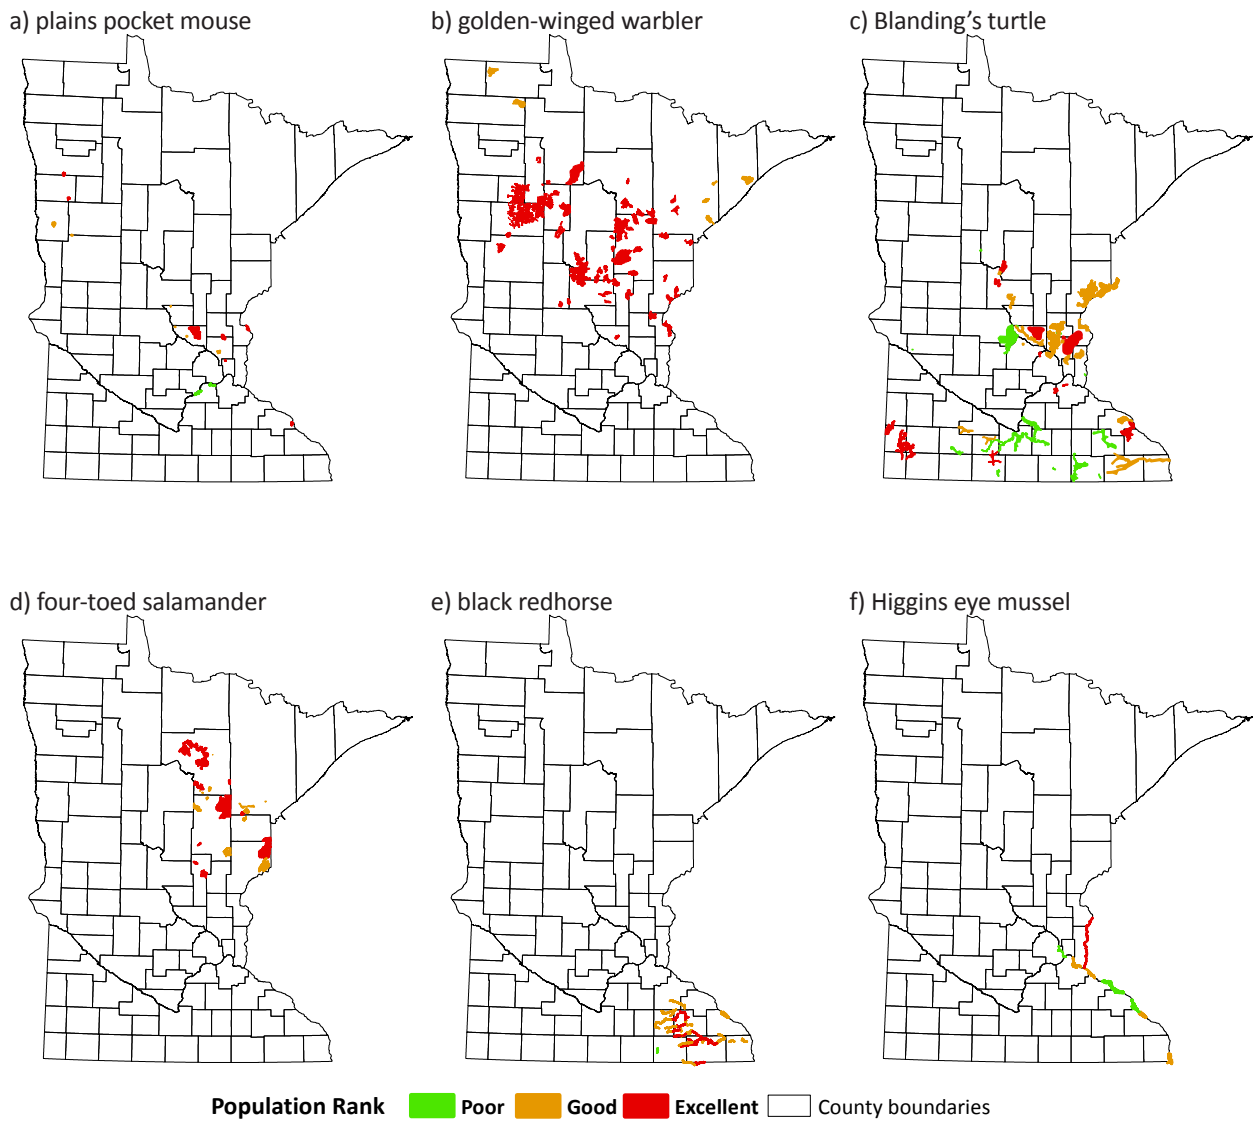 a) plains pocket mouse
b) golden-winged warbler
c) Blanding’s turtle
d) four-toed salamander
e) black redhorse
f) Higgins eye mussel
Population Rank Poor Good Excellent County boundaries